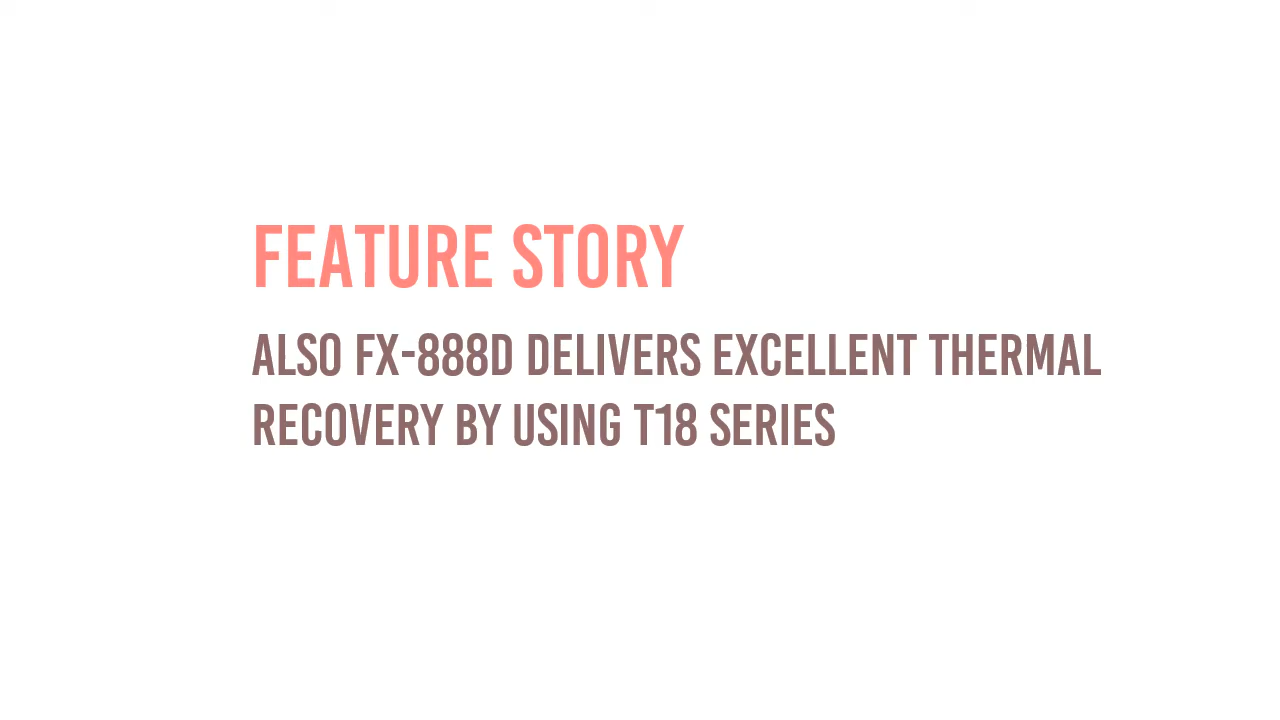 FEATURE STORY
ALSO FX-888D DELIVERS EXCELLENT THERMAL
RECOVERY BY USING T18 SERIES